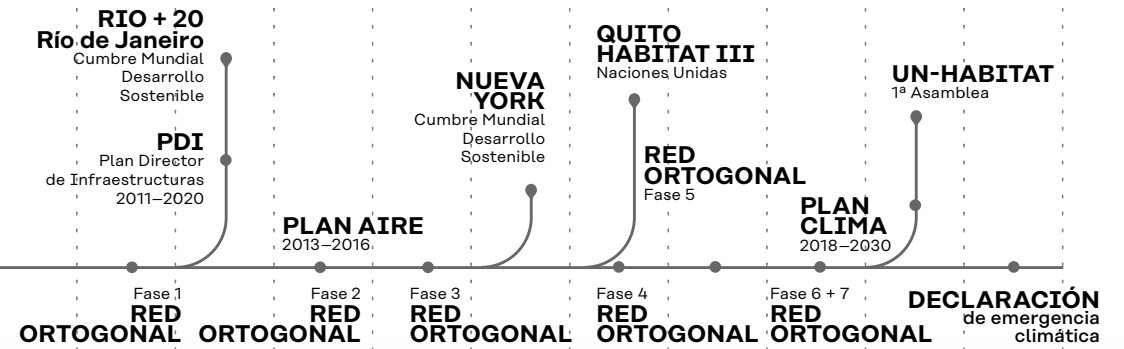 RIO + 20
Río de Janeiro
Cumbre Mundial
Desarrollo
Sostenible
PDI
Plan Director
de Infraestructuras
2011–2020
PLAN AIRE
2013–2016
NUEVA
YORK
Cumbre Mundial
Desarrollo
Sostenible
QUITO
HABITAT III
Naciones Unidas
RED
ORTOGONAL
Fase 5
PLAN
CLIMA
2018–2030
UN-HABITAT
1ª Asamblea
Fase 1
RED
ORTOGONAL
Fase 2
RED
ORTOGONAL
Fase 3
RED
ORTOGONAL
Fase 4
RED
ORTOGONAL
Fase 6 + 7
RED
ORTOGONAL
DECLARACIÓN
de emergencia
climática